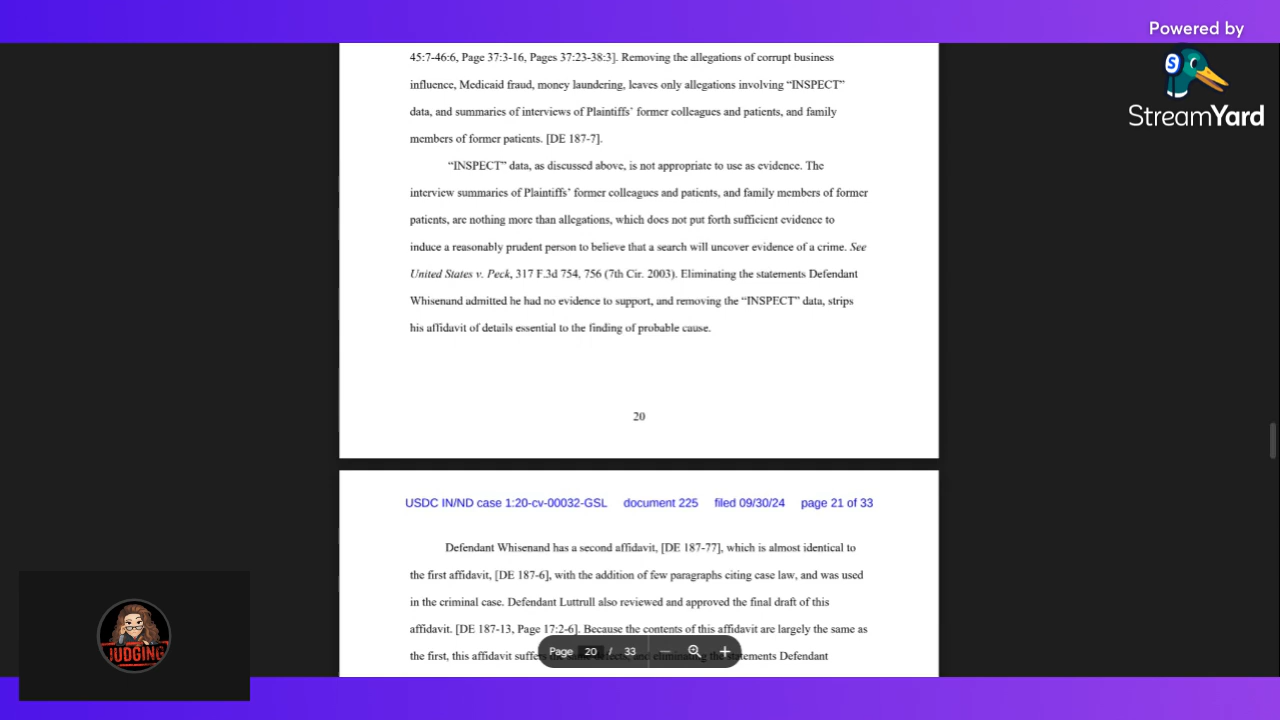 Powered by
StreamYard
45:7-46:6, Page 37:3-16, Pages 37:23-38:3]. Removing the allegations of corrupt business
influence, Medicaid fraud, money laundering, leaves only allegations involving “INSPECT”
data, and summaries of interviews of Plaintiffs’ former colleagues and patients, and family
members of former patients. [DE 187-7].
“INSPECT” data, as discussed above, is not appropriate to use as evidence. The
interview summaries of Plaintiffs’ former colleagues and patients, and family members of former
patients, are nothing more than allegations, which does not put forth sufficient evidence to
induce a reasonably prudent person to believe that a search will uncover evidence of a crime. See
United States v. Peck, 317 F.3d 754, 756 (7th Cir. 2003). Eliminating the statements Defendant
Whisenand admitted he had no evidence to support, and removing the “INSPECT” data, strips
his affidavit of details essential to the finding of probable cause.
20
USDC IN/ND case 1:20-cv-00032-GSL document 225 filed 09/30/24 page 21 of 33
Defendant Whisenand has a second affidavit, [DE 187-77], which is almost identical to
the first affidavit, [DE 187-6], with the addition of few paragraphs citing case law, and was used
in the criminal case. Defendant Luttrull also reviewed and approved the final draft of this
affidavit. [DE 187-13, Page 17:2-6]. Because the contents of this affidavit are largely the same as
the first, this affidavit suffers the same defects, and eliminating the statements Defendant
Page 20 / 33
JUDGING